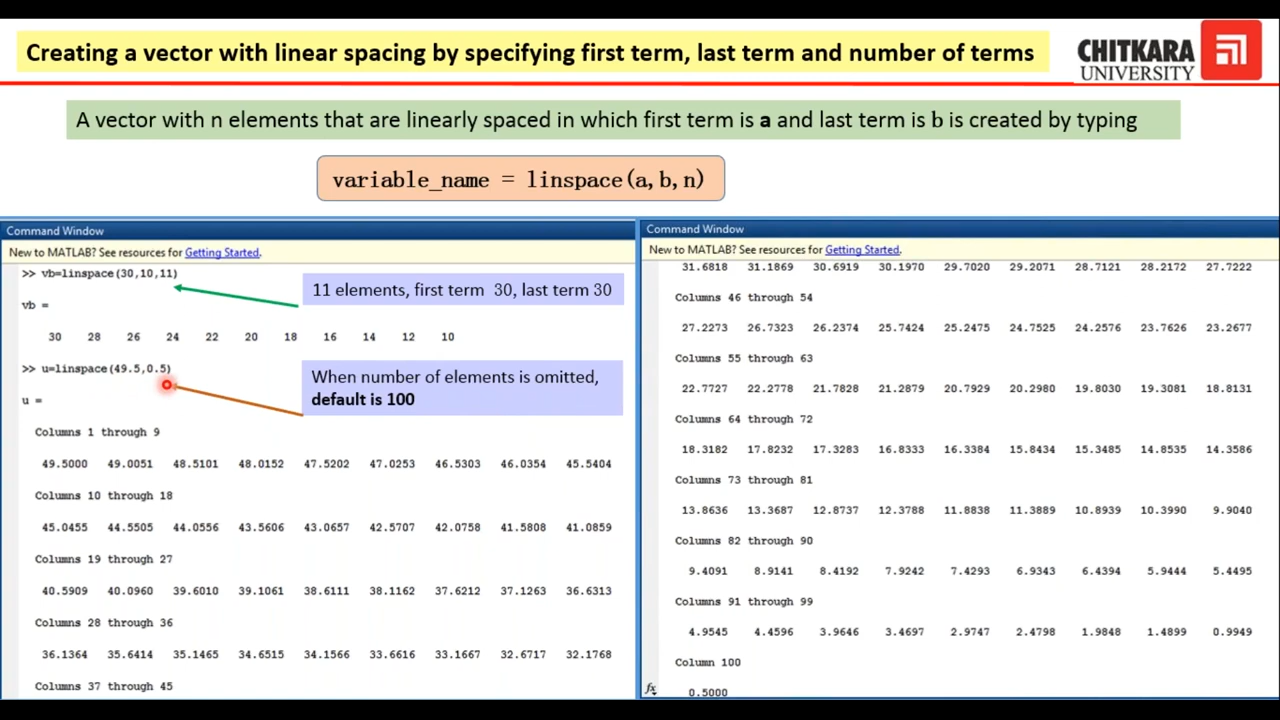 Creating a vector with linear spacing by specifying first term, last term and number of terms
CHITKARA
UNIVERSITY
A vector with n elements that are linearly spaced in which first term is a and last term is b is created by typing
variable_name = linspace(a,b,n)
Command Window
New to MATLAB? See resources for Getting Started.
>> vb=linspace(30,10,11)
11 elements, first term 30, last term 30
vb =
30 28 26 24 22 20 18 16 14 12 10
>> u=linspace(49.5,0.5)
When number of elements is omitted,
default is 100
u =
Columns 1 through 9
49.5000 49.0051 48.5101 48.0152 47.5202 47.0253 46.5303 46.0354 45.5404
Columns 10 through 18
45.0455 44.5505 44.0556 43.5606 43.0657 42.5707 42.0758 41.5808 41.0859
Columns 19 through 27
40.5909 40.0960 39.6010 39.1061 38.6111 38.1162 37.6212 37.1263 36.6313
Columns 28 through 36
36.1364 35.6414 35.1465 34.6515 34.1566 33.6616 33.1667 32.6717 32.1768
Columns 37 through 45
Command Window
New to MATLAB? See resources for Getting Started.
31.6818 31.1869 30.6919 30.1970 29.7020 29.2071 28.7121 28.2172 27.7222
Columns 46 through 54
27.2273 26.7323 26.2374 25.7424 25.2475 24.7525 24.2576 23.7626 23.2677
Columns 55 through 63
22.7727 22.2778 21.7828 21.2879 20.7929 20.2980 19.8030 19.3081 18.8131
Columns 64 through 72
18.3182 17.8232 17.3283 16.8333 16.3384 15.8434 15.3485 14.8535 14.3586
Columns 73 through 81
13.8636 13.3687 12.8737 12.3788 11.8838 11.3889 10.8939 10.3990 9.9040
Columns 82 through 90
9.4091 8.9141 8.4192 7.9242 7.4293 6.9343 6.4394 5.9444 5.4495
Columns 91 through 99
4.9545 4.4596 3.9646 3.4697 2.9747 2.4798 1.9848 1.4899 0.9949
Column 100
fx
0.5000